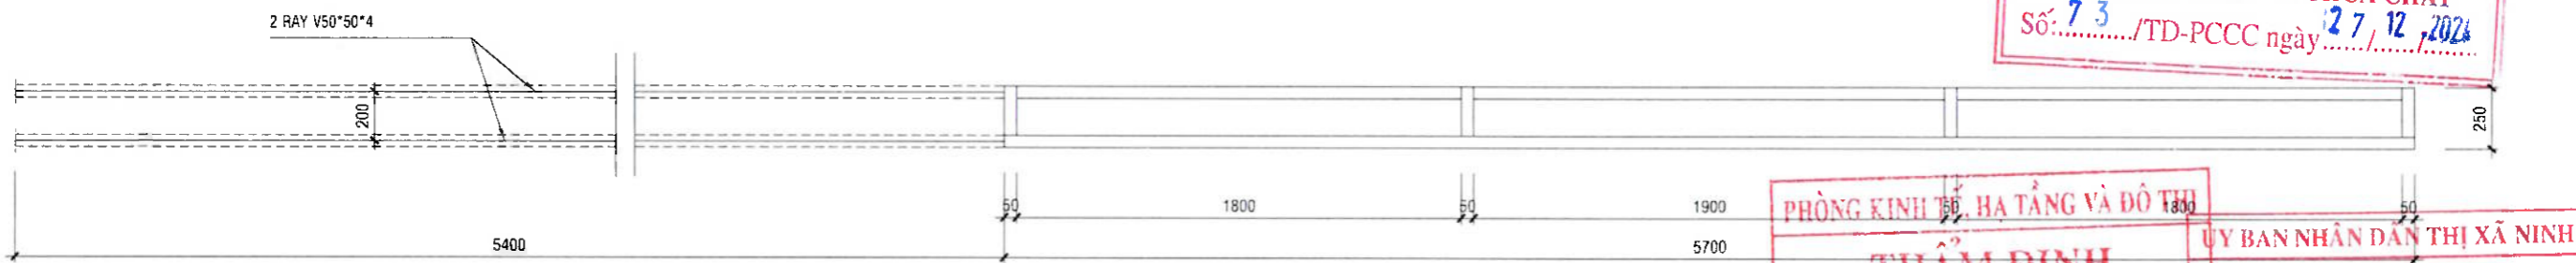 2 RAY V50*50*4
Số: 73 /TD-PCCC ngày 27/12/2024
200
250
50
1800
50
1900
50
1800
50
5400
5700
PHÒNG KINH TẾ, HẠ TẦNG VÀ ĐÔ THỊ
THẨM ĐỊNH
ỦY BAN NHÂN DÂN THỊ XÃ NINH